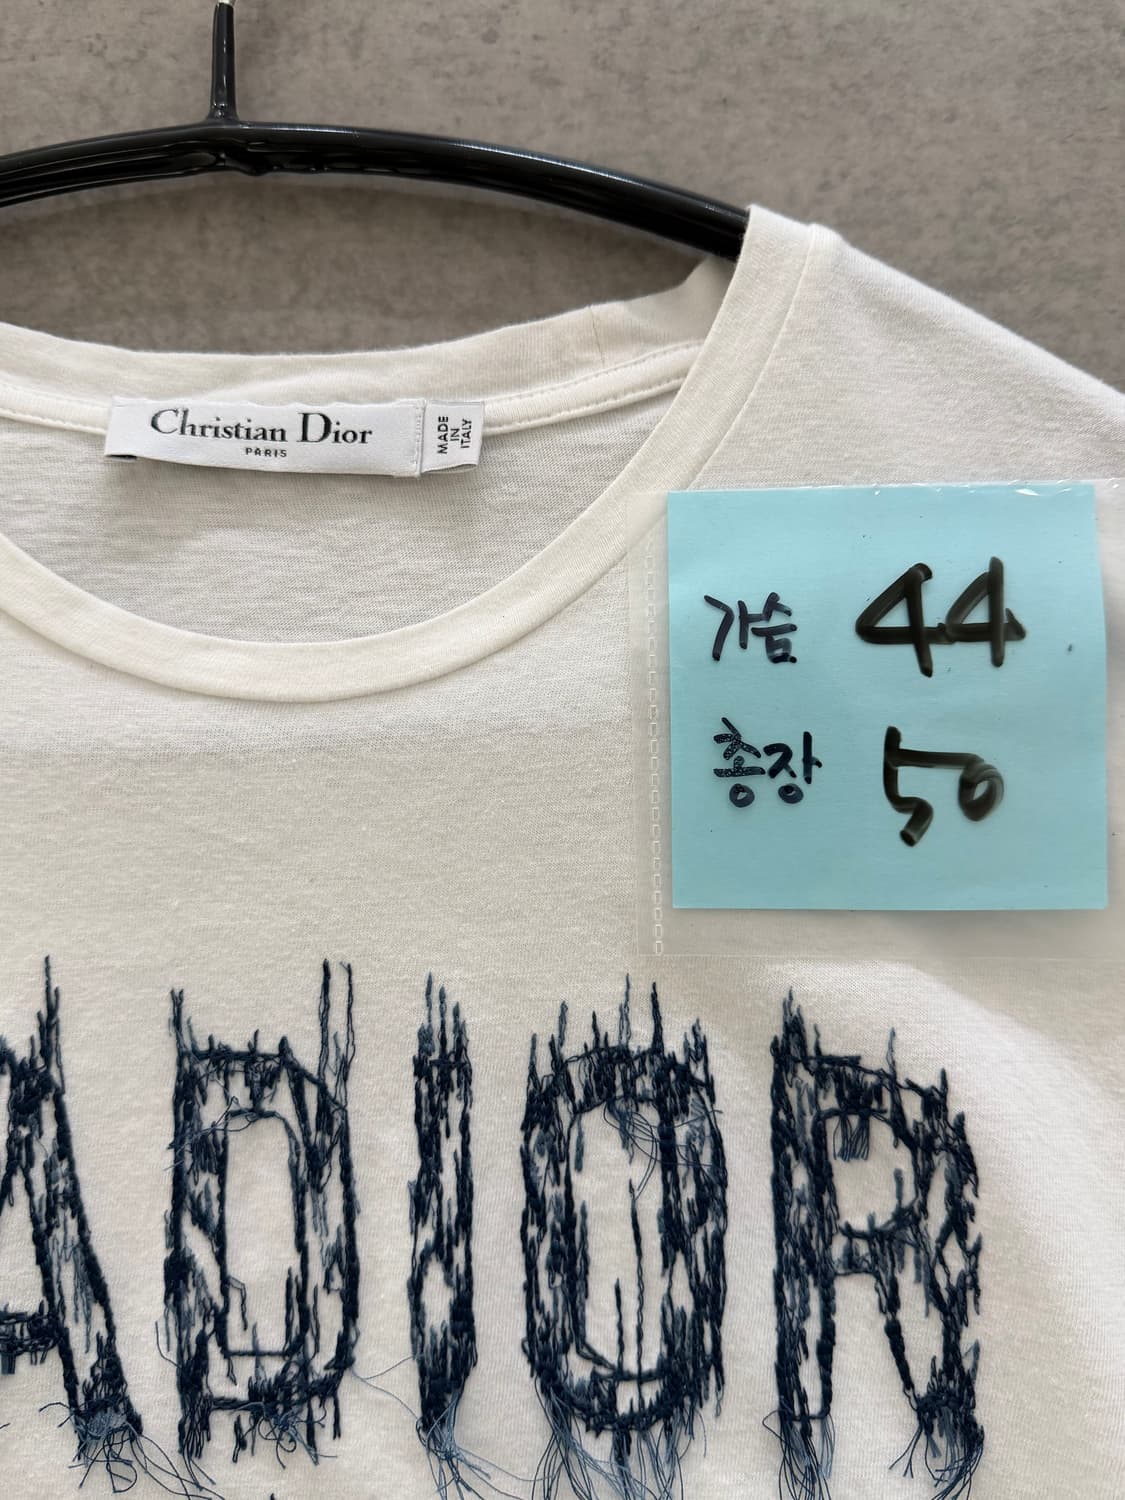 Christian Dior
PARIS
MADE
IN
ITALY
가슴 44
총장 50
ADIOR